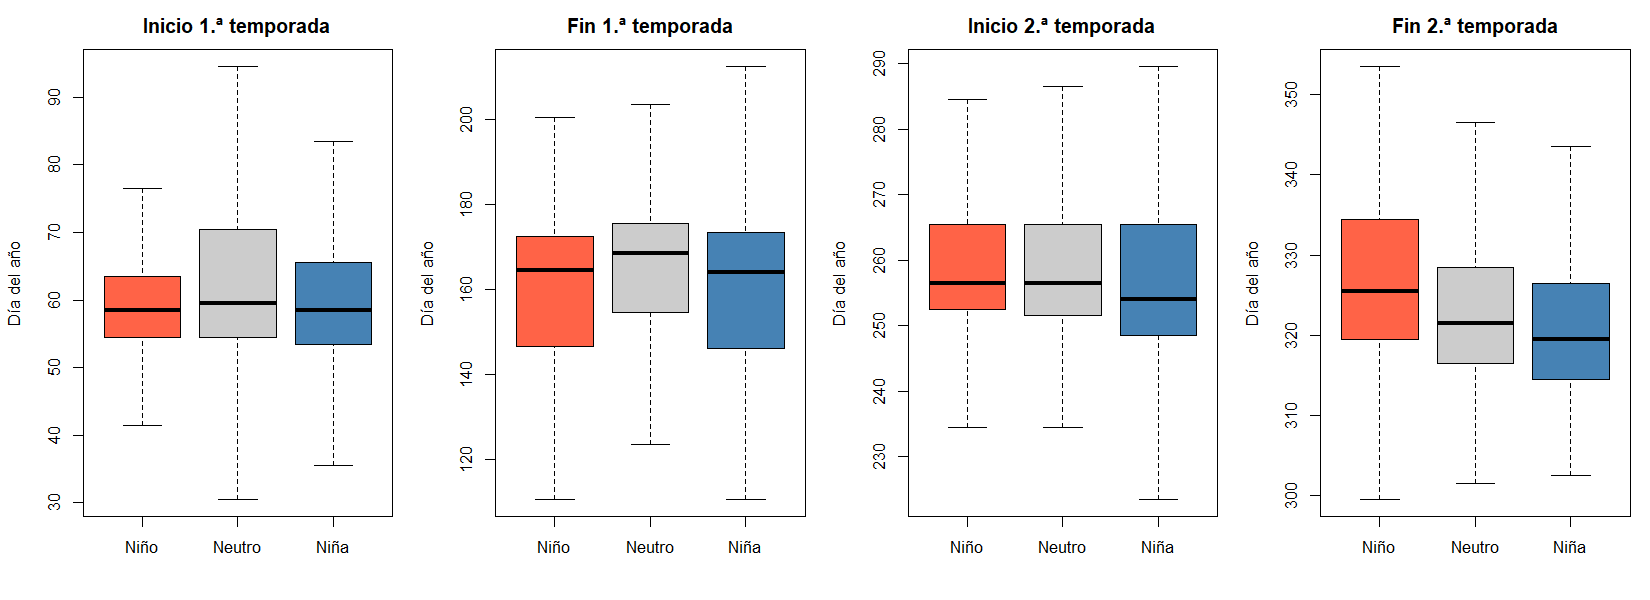 Inicio 1.ª temporada
Día del año
90
80
70
60
50
40
30
Niño Neutro Niña
Fin 1.ª temporada
Día del año
200
180
160
140
120
Niño Neutro Niña
Inicio 2.ª temporada
Día del año
290
280
270
260
250
240
230
Niño Neutro Niña
Fin 2.ª temporada
Día del año
350
340
330
320
310
300
Niño Neutro Niña